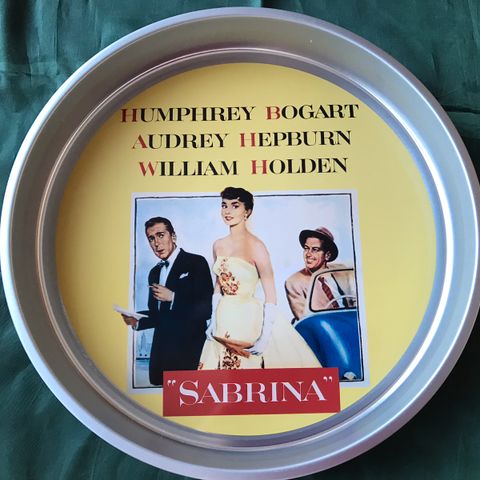 HUMPHREY BOGART
AUDREY HEPBURN
WILLIAM HOLDEN
"SABRINA"